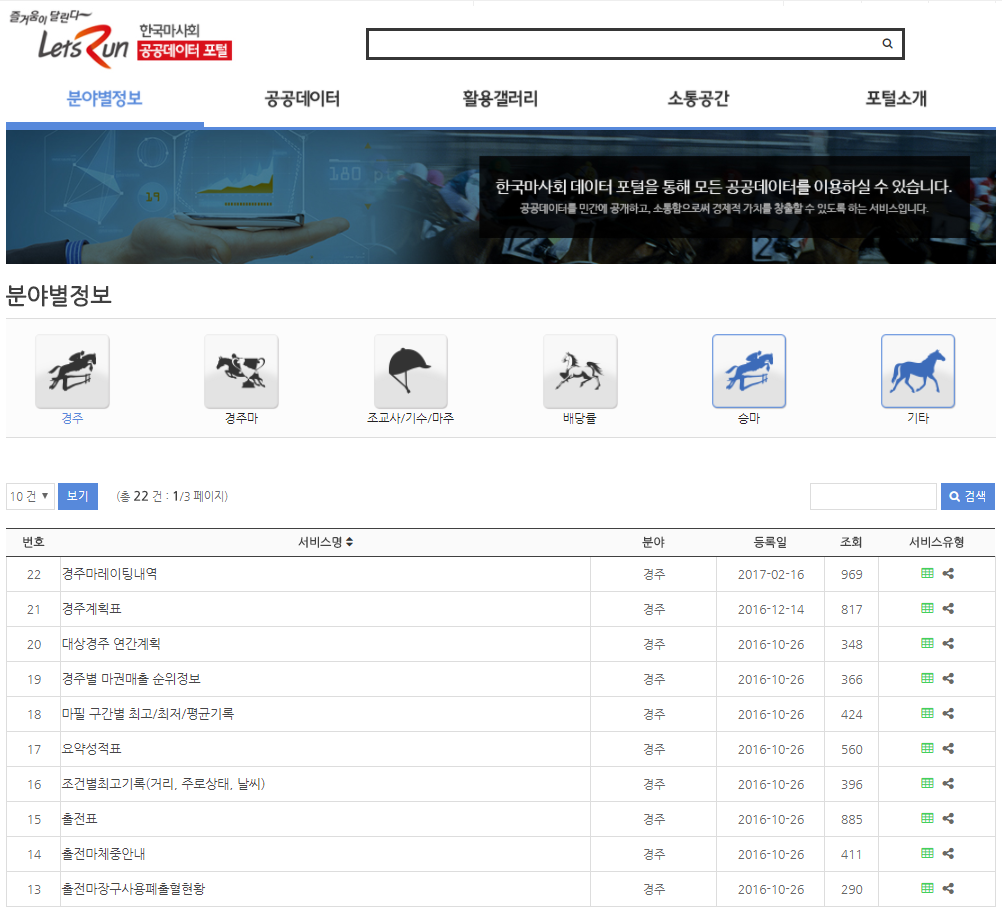 즐거움이 달린다~
Let's Run 한국마사회
공공데이터 포털
분야별정보 공공데이터 활용갤러리 소통공간 포털소개
19
180 pt
한국마사회 데이터 포털을 통해 모든 공공데이터를 이용하실 수 있습니다.
공공데이터를 민간에 공개하고, 소통함으로써 경제적 가치를 창출할 수 있도록 하는 서비스입니다.
2
분야별정보
경주 경주마 조교사/기수/마주 배당률 승마 기타
10 건 ▼ 보기 (총 22 건 : 1/3 페이지) 검색
번호 서비스명 분야 등록일 조회 서비스유형
22 경주마레이팅내역 경주 2017-02-16 969
21 경주계획표 경주 2016-12-14 817
20 대상경주 연간계획 경주 2016-10-26 348
19 경주별 마권매출 순위정보 경주 2016-10-26 366
18 마필 구간별 최고/최저/평균기록 경주 2016-10-26 424
17 요약성적표 경주 2016-10-26 560
16 조건별최고기록(거리, 주로상태, 날씨) 경주 2016-10-26 396
15 출전표 경주 2016-10-26 885
14 출전마체중안내 경주 2016-10-26 411
13 출전마장구사용폐출혈현황 경주 2016-10-26 290